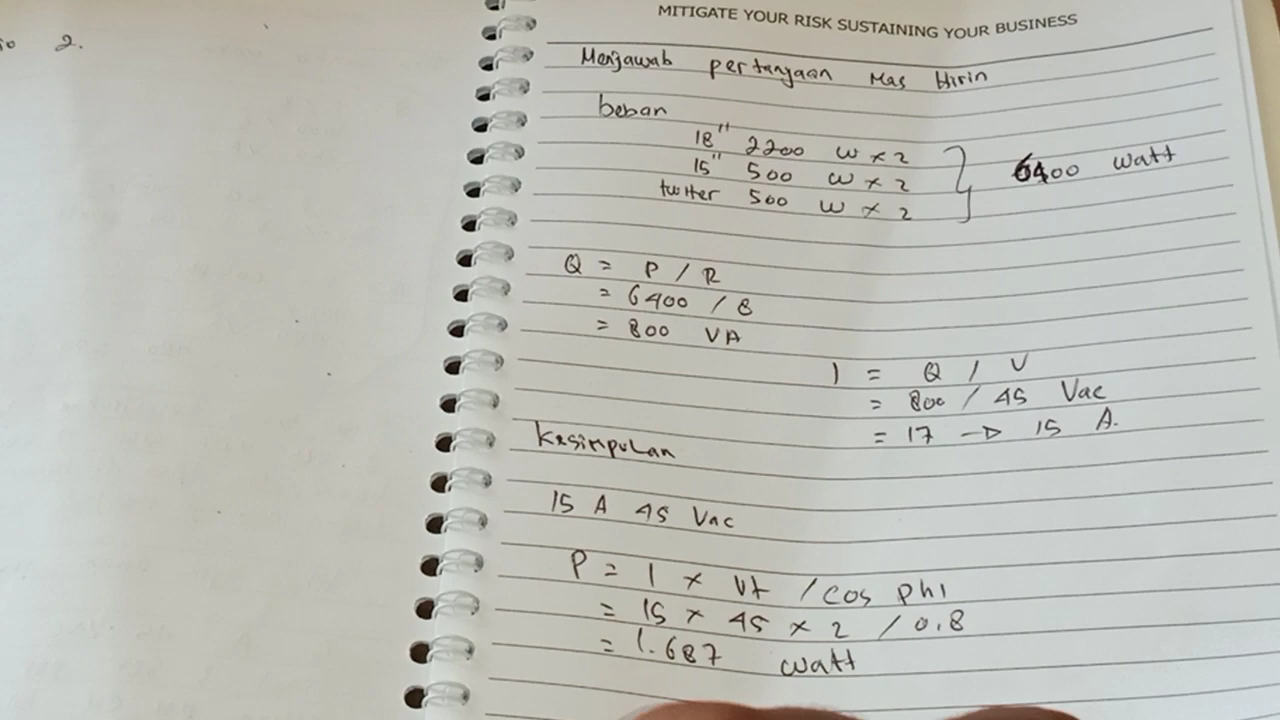 2.
MITIGATE YOUR RISK SUSTAINING YOUR BUSINESS
Menjawab pertanyaan Mas Hirin
beban
18" 2200 W x 2
15" 500 W x 2
twitter 500 W x 2
6400 watt
Q = P / R
= 6400 / 8
= 800 VA
I = Q / V
= 800 / 45 Vac
= 17 → 15 A.
Kesimpulan
15 A 45 Vac
P = I x Vt / cos phi
= 15 x 45 x 2 / 0.8
= 1.687 watt